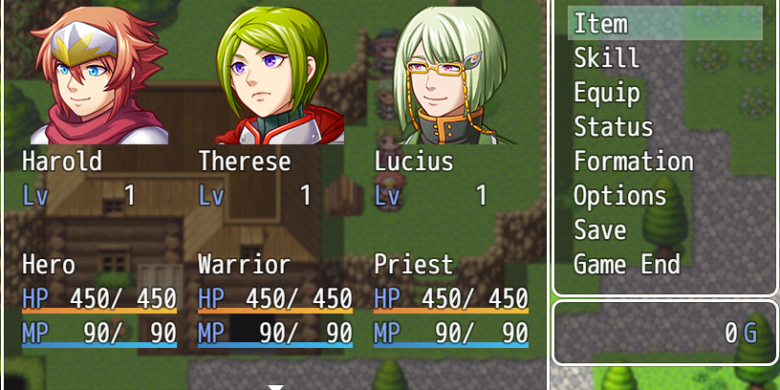 Harold Therese Lucius
Lv 1 Lv 1 Lv 1
Hero Warrior Priest
HP 450/ 450 HP 450/ 450 HP 450/ 450
MP 90/ 90 MP 90/ 90 MP 90/ 90
Item
Skill
Equip
Status
Formation
Options
Save
Game End
0 G